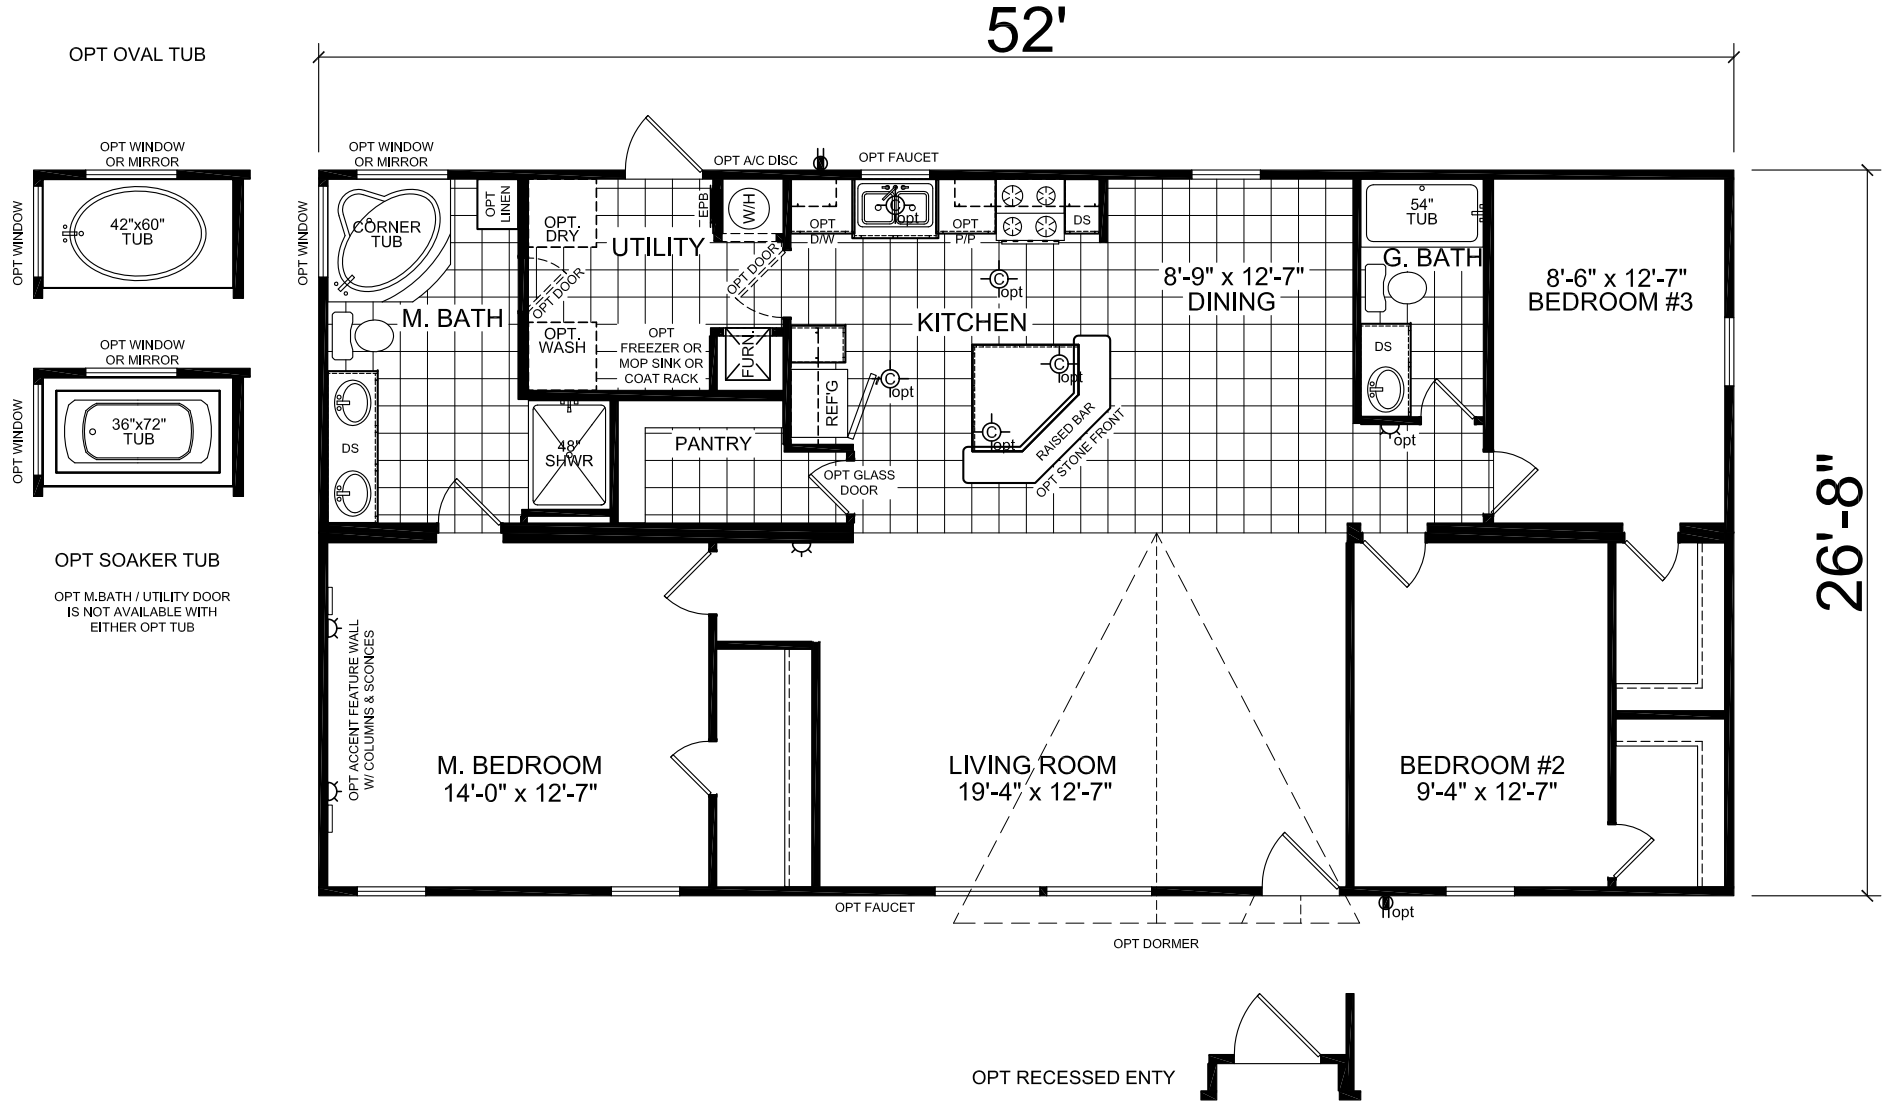 52'
OPT OVAL TUB
OPT WINDOW
OR MIRROR
OPT WINDOW
42"x60"
TUB
OPT WINDOW
OR MIRROR
OPT WINDOW
36"x72"
TUB
OPT SOAKER TUB
OPT M.BATH / UTILITY DOOR
IS NOT AVAILABLE WITH
EITHER OPT TUB
OPT WINDOW
OR MIRROR
OPT WINDOW
CORNER
TUB
OPT
LINEN
M. BATH
DS
48"
SHWR
OPT.
DRY
OPT DOOR
OPT.
WASH
UTILITY
EPB
OPT
FREEZER OR
MOP SINK OR
COAT RACK
OPT A/C DISC
W/H
OPT DOOR
FURN.
PANTRY
OPT FAUCET
OPT
D/W
C
opt
OPT
P/P
DS
C
opt
KITCHEN
REF'G
C
opt
C
opt
C
opt
RAISED BAR
OPT STONE FRONT
OPT GLASS
DOOR
8'-9" x 12'-7"
DINING
54"
TUB
G. BATH
DS
opt
8'-6" x 12'-7"
BEDROOM #3
26'-8"
OPT ACCENT FEATURE WALL
W/ COLUMNS & SCONCES
M. BEDROOM
14'-0" x 12'-7"
LIVING ROOM
19'-4" x 12'-7"
BEDROOM #2
9'-4" x 12'-7"
OPT FAUCET
opt
OPT DORMER
OPT RECESSED ENTY